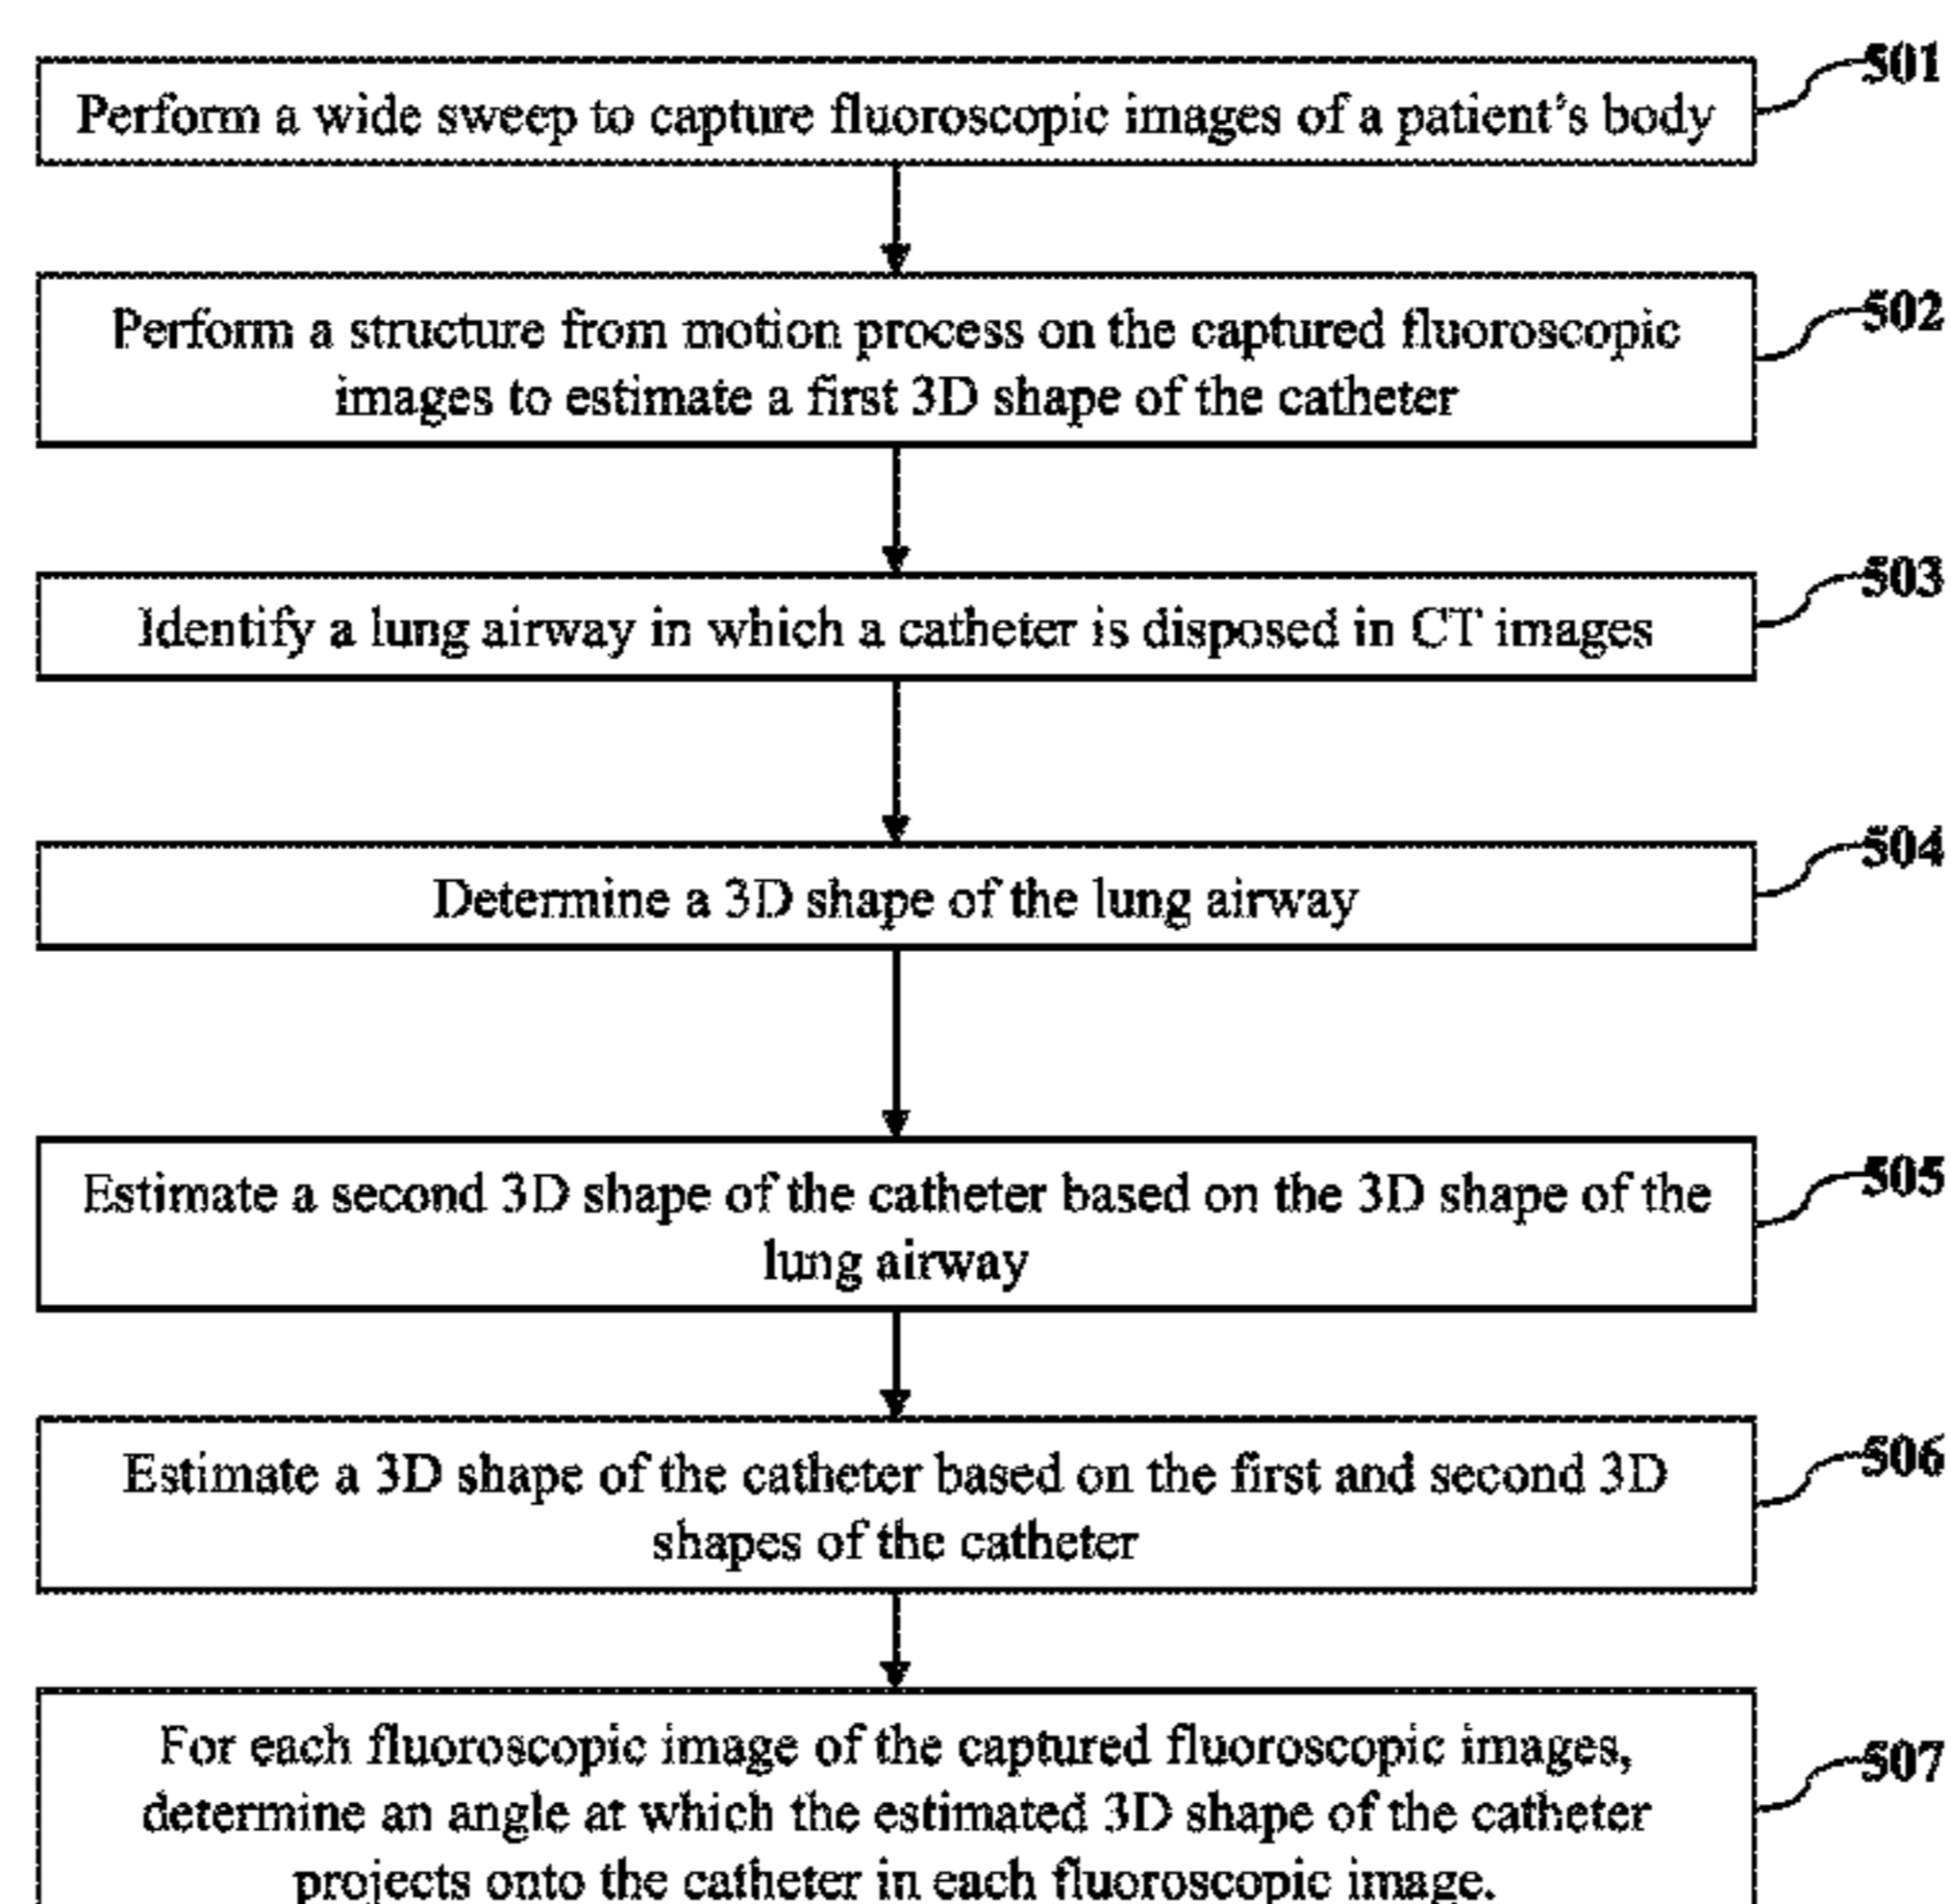 501
Perform a wide sweep to capture fluoroscopic images of a patient's body
502
Perform a structure from motion process on the captured fluoroscopic
images to estimate a first 3D shape of the catheter
503
Identify a lung airway in which a catheter is disposed in CT images
504
Determine a 3D shape of the lung airway
505
Estimate a second 3D shape of the catheter based on the 3D shape of the
lung airway
506
Estimate a 3D shape of the catheter based on the first and second 3D
shapes of the catheter
507
For each fluoroscopic image of the captured fluoroscopic images,
determine an angle at which the estimated 3D shape of the catheter
projects onto the catheter in each fluoroscopic image.